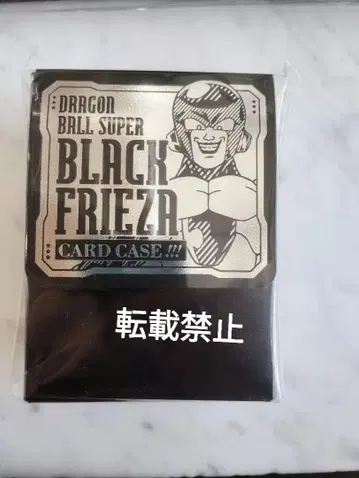 DRAGON
BALL SUPER
BLACK
FRIEZA
CARD CASE!!!
転載禁止